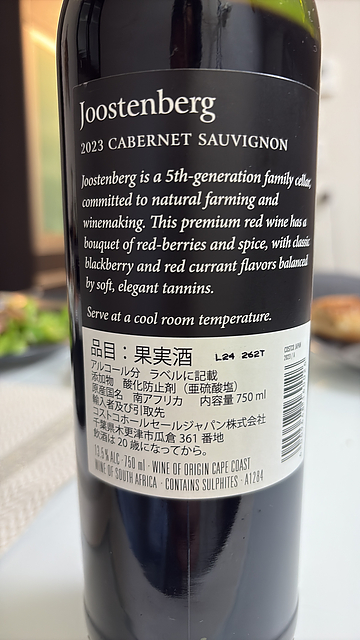 Joostenberg
2023 CABERNET SAUVIGNON
Joostenberg is a 5th-generation family cellar,
committed to natural farming and
winemaking. This premium red wine has a
bouquet of red-berries and spice, with classic
blackberry and red currant flavors balanced
by soft, elegant tannins.
Serve at a cool room temperature.
品目：果実酒 L24 262T
アルコール分 ラベルに記載
添加物 酸化防止剤（亜硫酸塩）
原産国名 南アフリカ 内容量 750 ml
輸入者及び引取先
コストコホールセールジャパン株式会社
千葉県木更津市瓜倉 361 番地
飲酒は 20 歳になってから。
13.5% ALC · 750 ml · WINE OF ORIGIN CAPE COAST
WINE OF SOUTH AFRICA · CONTAINS SULPHITES · A1284